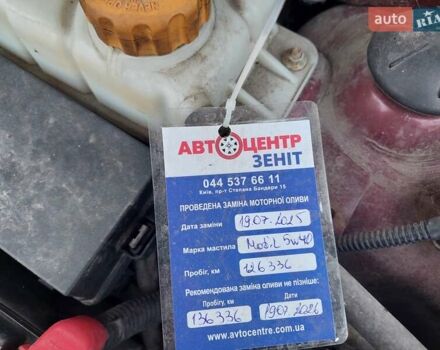 auto
RIA
АВТОЦЕНТР
ЗЕНІТ
044 537 66 11
Київ, пр-т Степана Бандери 15
ПРОВЕДЕНА ЗАМІНА МОТОРНОЇ ОЛИВИ
Дата заміни 19.07.2025
Марка мастила Mobil 5w40
Пробіг, км 126336
Рекомендована заміна оливи не пізніше:
Пробігу, км Дати
136336 19.07.2026
www.avtocentre.com.ua